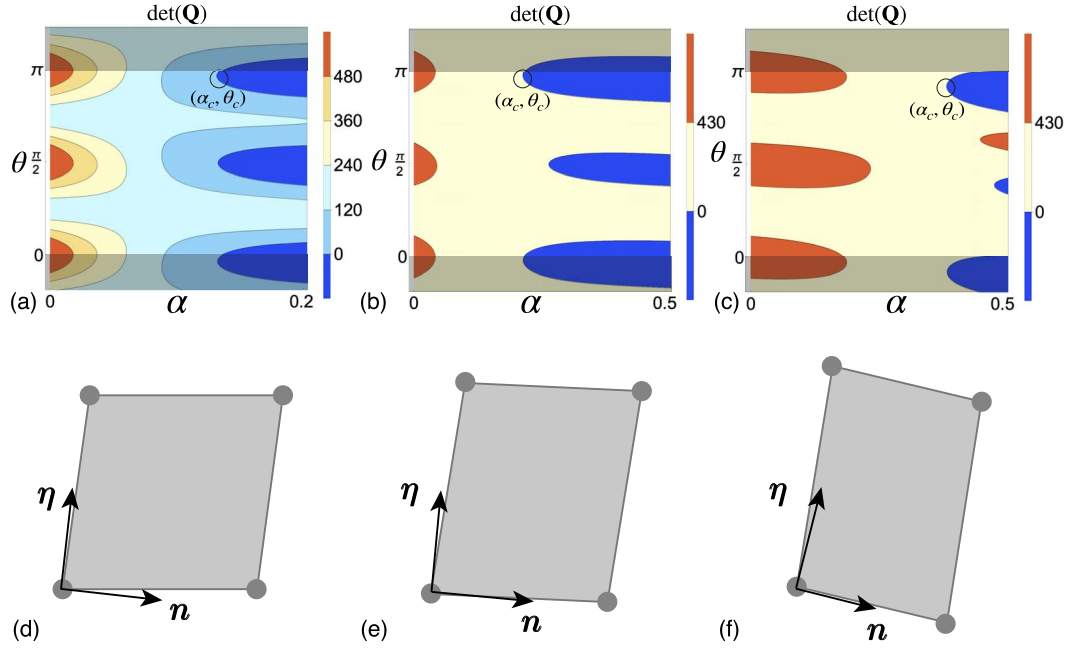 det(Q) det(Q) det(Q)
π 480 (α_c, θ_c) 360 θ π/2 240 120 0 0
(a) 0 α 0.2
π (α_c, θ_c) 430 θ π/2 0 0
(b) 0 α 0.5
π (α_c, θ_c) 430 θ π/2 0 0
(c) 0 α 0.5
η n
(d)
η n
(e)
η n
(f)